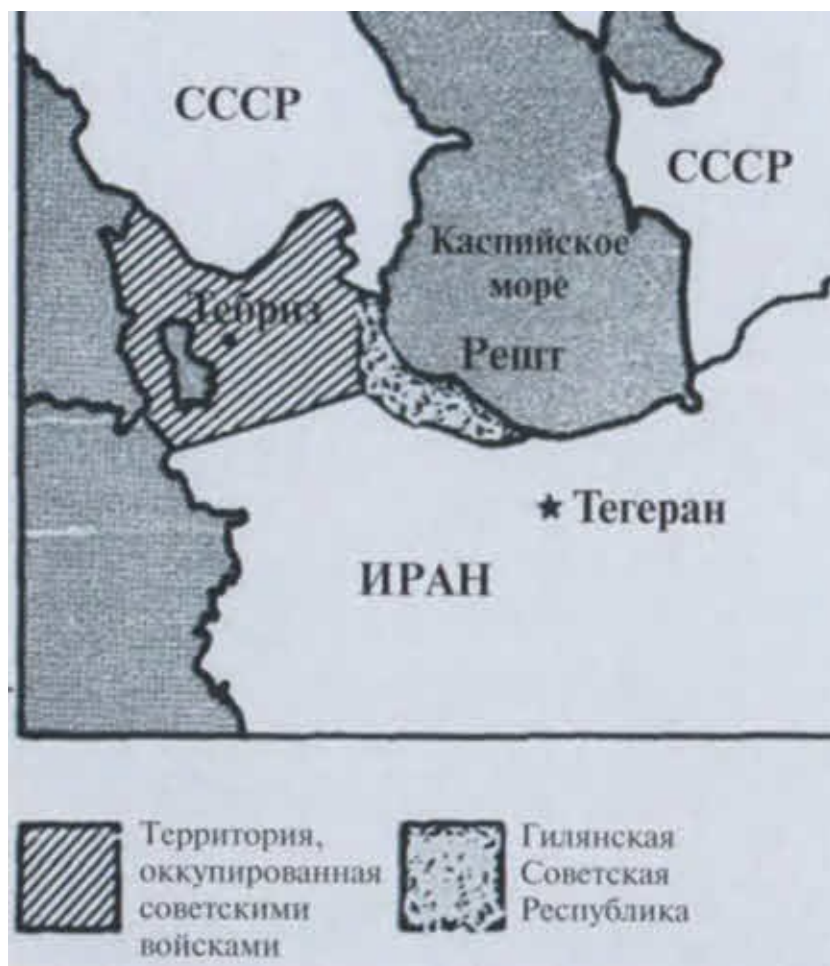 СССР
СССР
Каспийское
море
Тебриз
Решт
Тегеран
ИРАН
Территория,
оккупированная
советскими
войсками
Гилянская
Советская
Республика